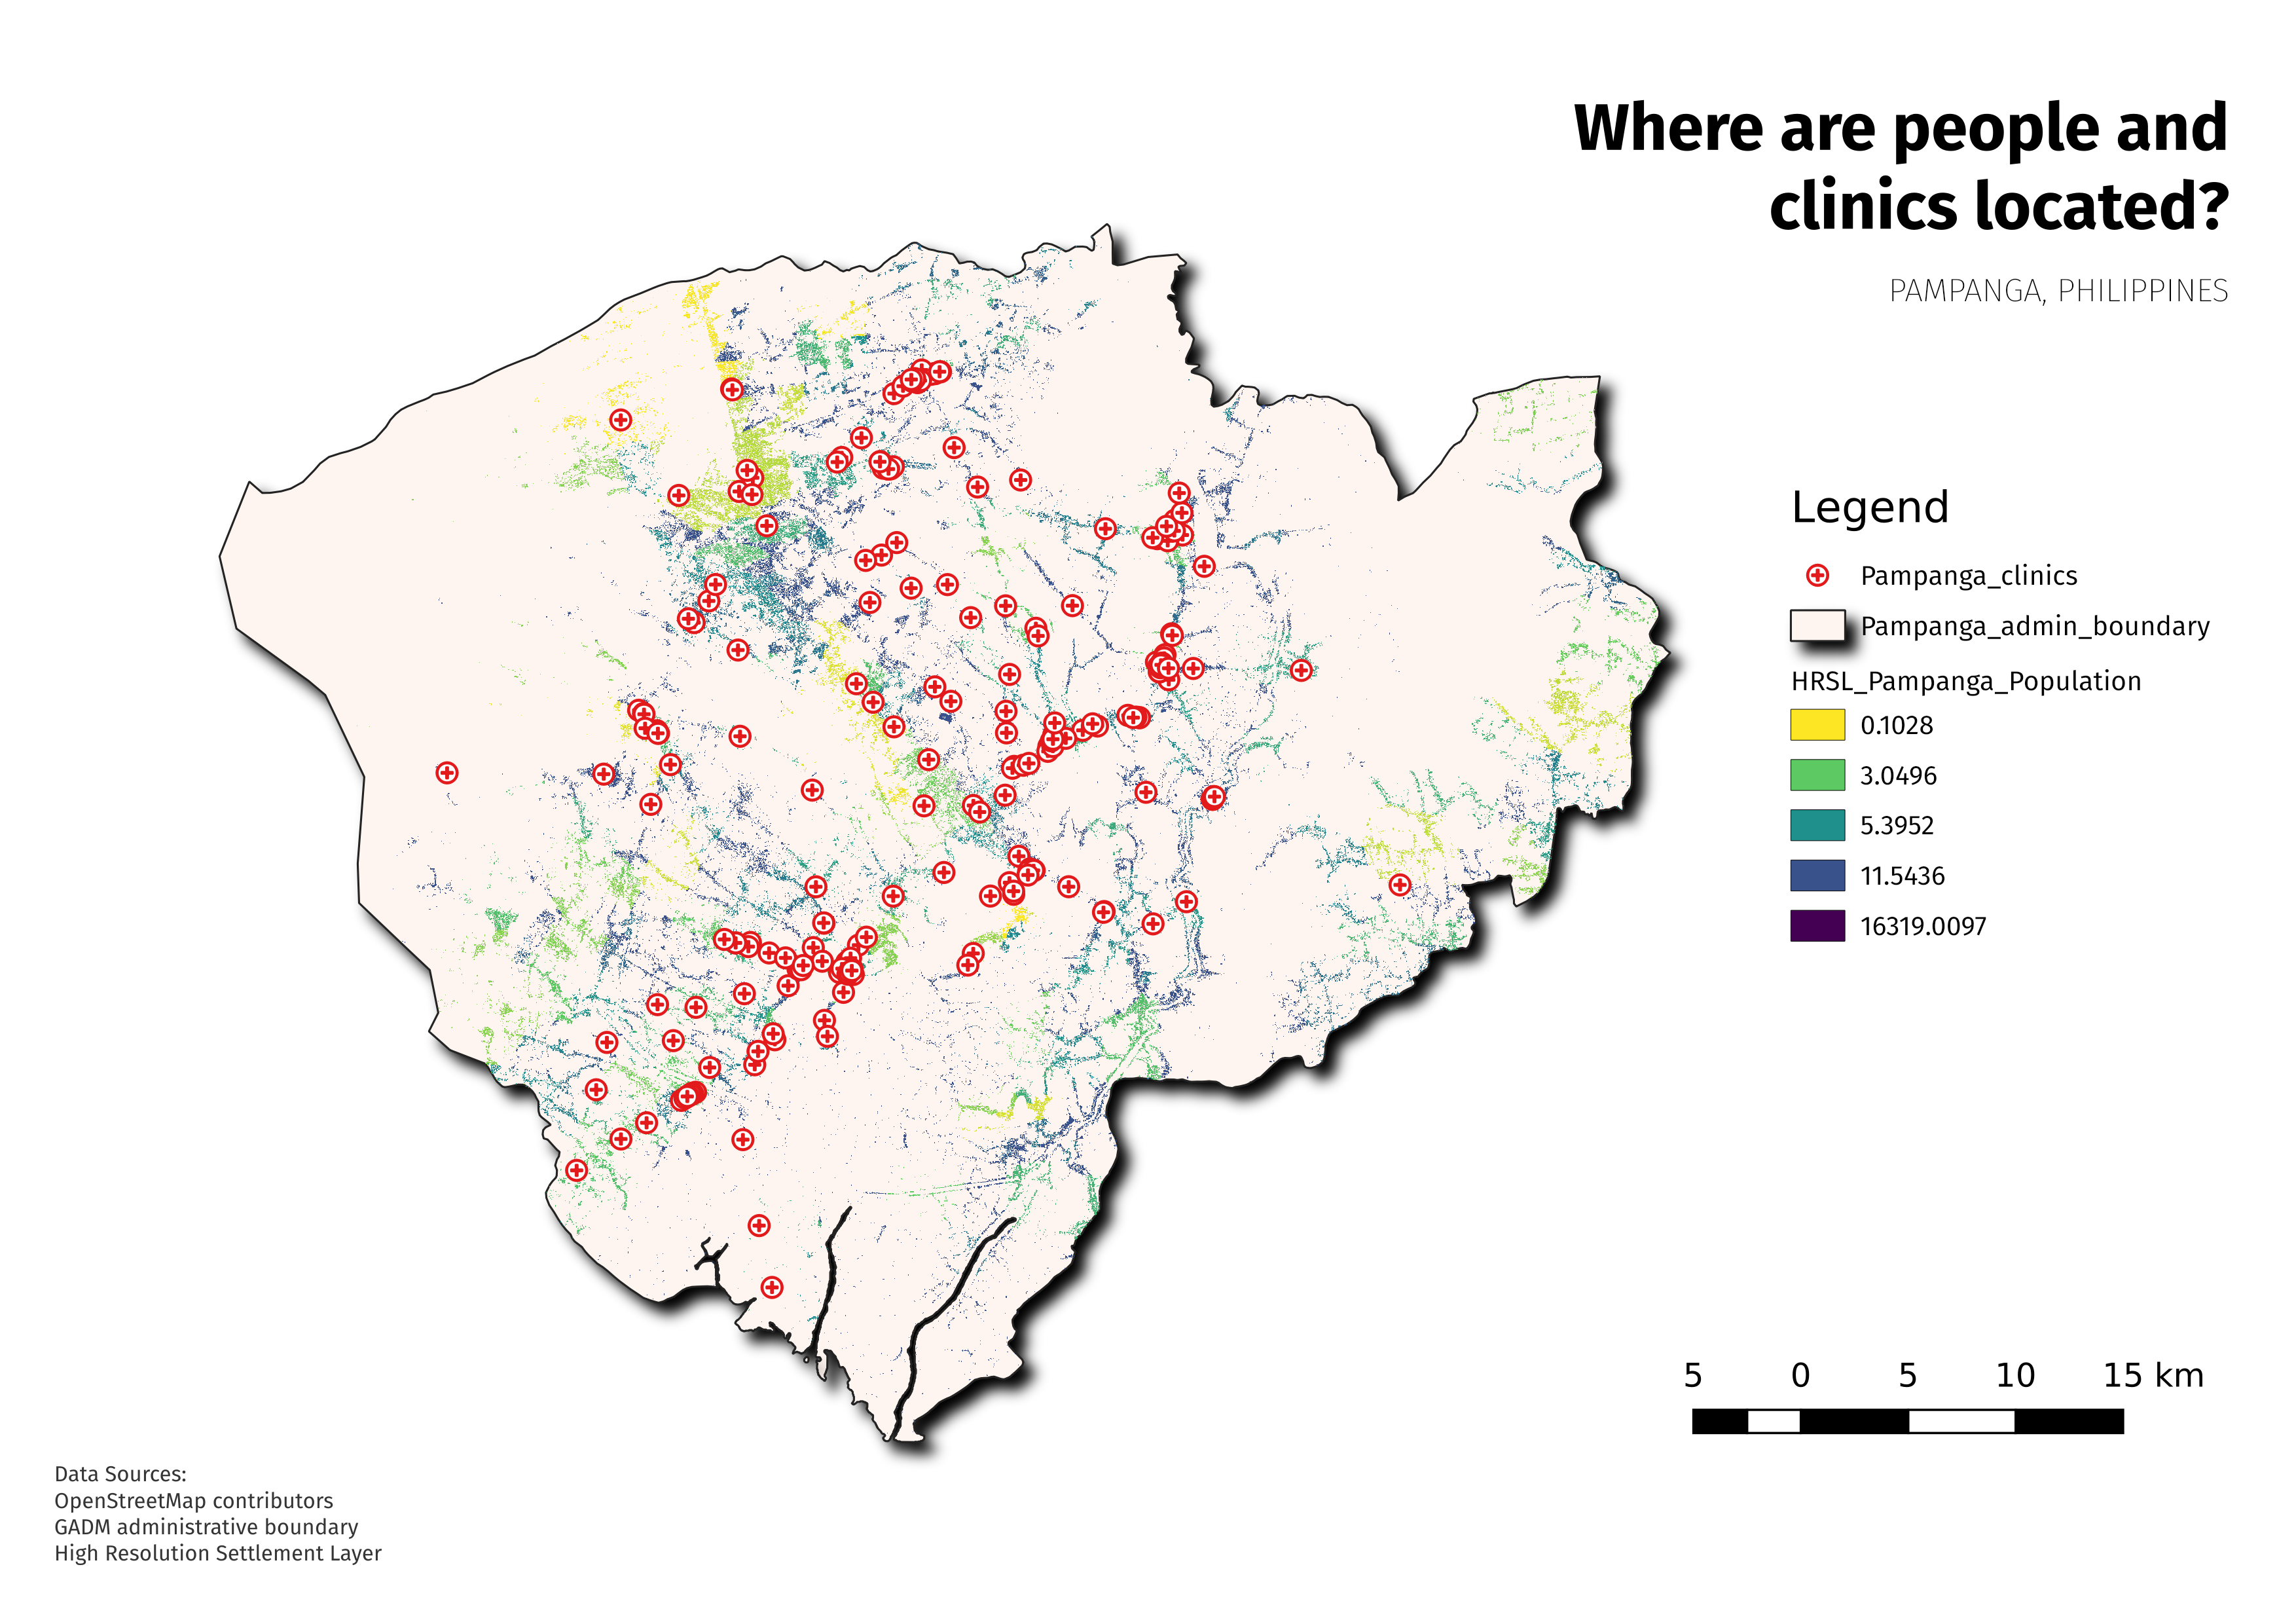 Where are people and
clinics located?
PAMPANGA, PHILIPPINES
Legend
Pampanga_clinics
Pampanga_admin_boundary
HRSL_Pampanga_Population
0.1028
3.0496
5.3952
11.5436
16319.0097
5 0 5 10 15 km
Data Sources:
OpenStreetMap contributors
GADM administrative boundary
High Resolution Settlement Layer